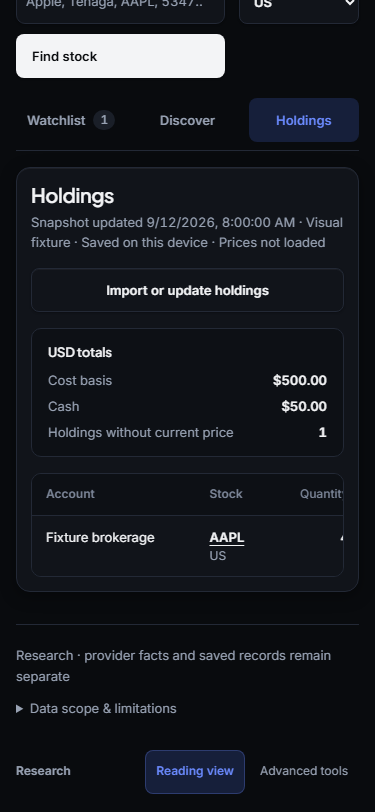 Apple, Tenaga, AAPL, 5347..
US
Find stock
Watchlist 1
Discover
Holdings
Holdings
Snapshot updated 9/12/2026, 8:00:00 AM · Visual
fixture · Saved on this device · Prices not loaded
Import or update holdings
USD totals
Cost basis $500.00
Cash $50.00
Holdings without current price 1
Account Stock
Fixture brokerage AAPL
US
Research · provider facts and saved records remain
separate
▶ Data scope & limitations
Research
Reading view
Advanced tools